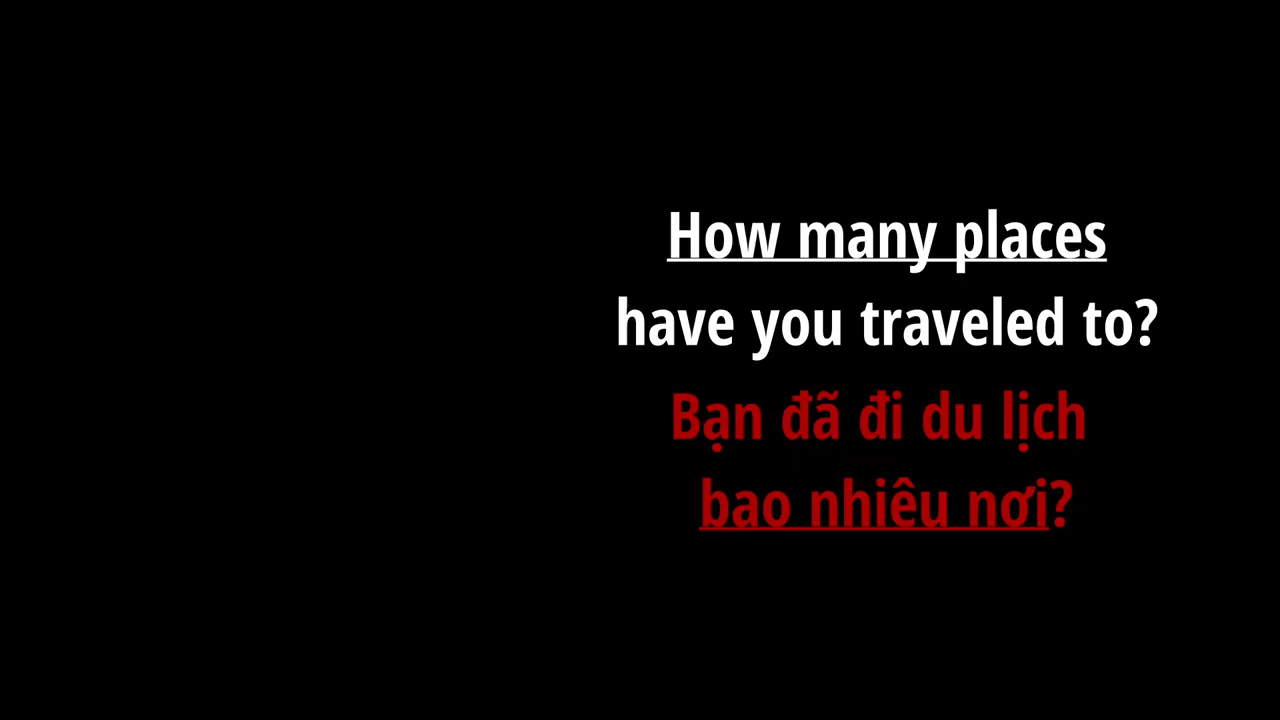 How many places
have you traveled to?
Bạn đã đi du lịch
bao nhiêu nơi?